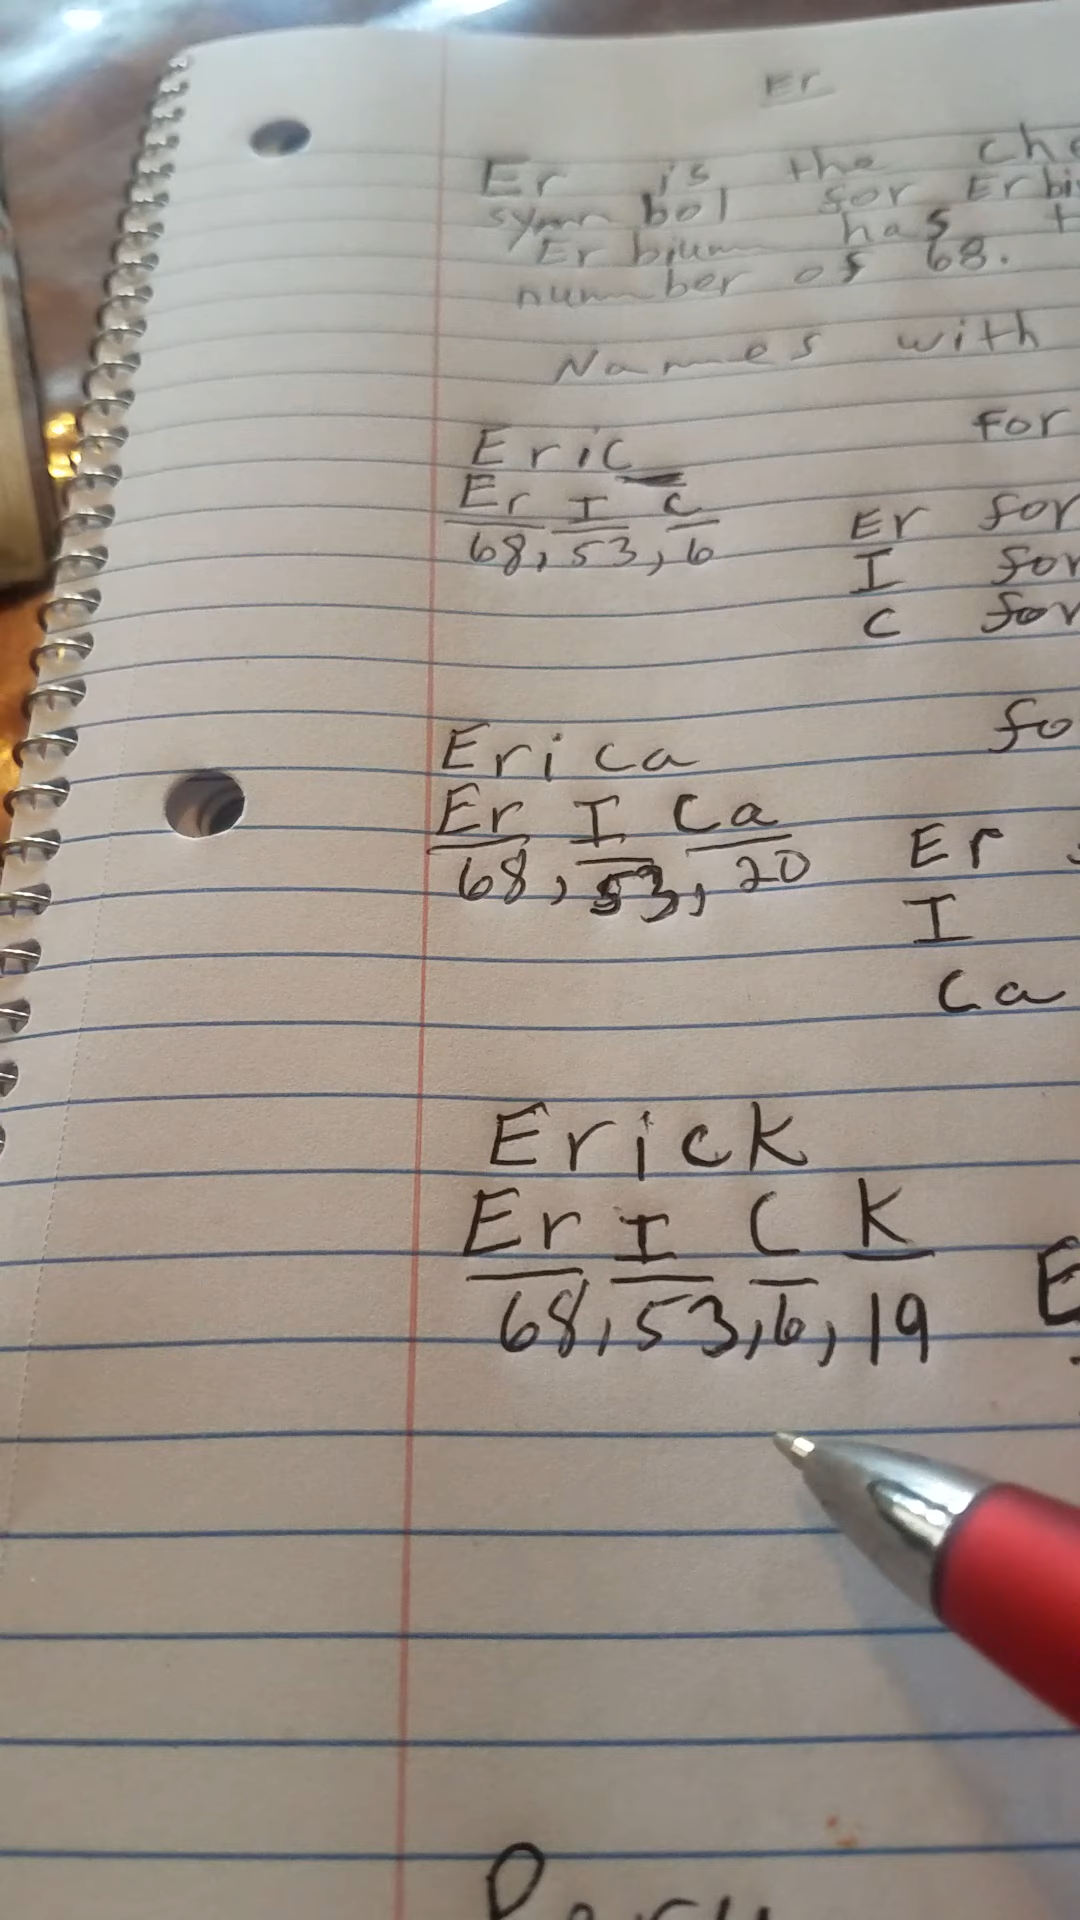 Er
Er is the
symbol for
Erbium has
number of 68.
Names with
Eric For
Er I C Er for
68, 53, 6 I for
C for
Erica
Er I Ca Er
68, 53, 20 I
Ca
Erick
Er I C K
68, 53, 6, 19